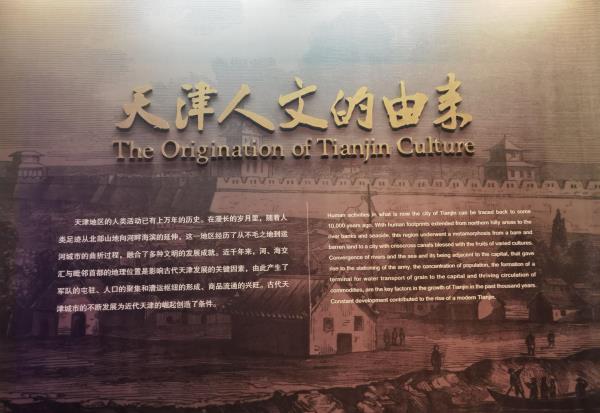 天津人文的由来
The Origination of Tianjin Culture
天津地区的人类活动已有上万年的历史。在漫长的岁月里，随着人
类足迹从北部山地向河畔海滨的延伸，这一地区经历了从不毛之地到运
河城市的曲折过程，融合了多种文明的发展成就。近千年来，河、海交
汇与毗邻首都的地理位置是影响古代天津发展的关键因素，由此产生了
军队的屯驻、人口的聚集和漕运枢纽的形成、商品流通的兴旺。古代天
津城市的不断发展为近代天津的崛起创造了条件。
Human activities in what is now the city of Tianjin can be traced back to some
10,000 years ago. With human footprints extended from northern hilly areas to the
river banks and seaside, this region underwent a metamorphosis from a bare and
barren land to a city with crisscross canals blessed with the fruits of varied cultures.
Convergence of rivers and the sea and its being adjacent to the capital, that gave
rise to the stationing of the army, the concentration of population, the formation of a
terminal for water transport of grain to the capital and thriving circulation of
commodities, are the key factors in the growth of Tianjin in the past thousand years.
Constant development contributed to the rise of a modern Tianjin.